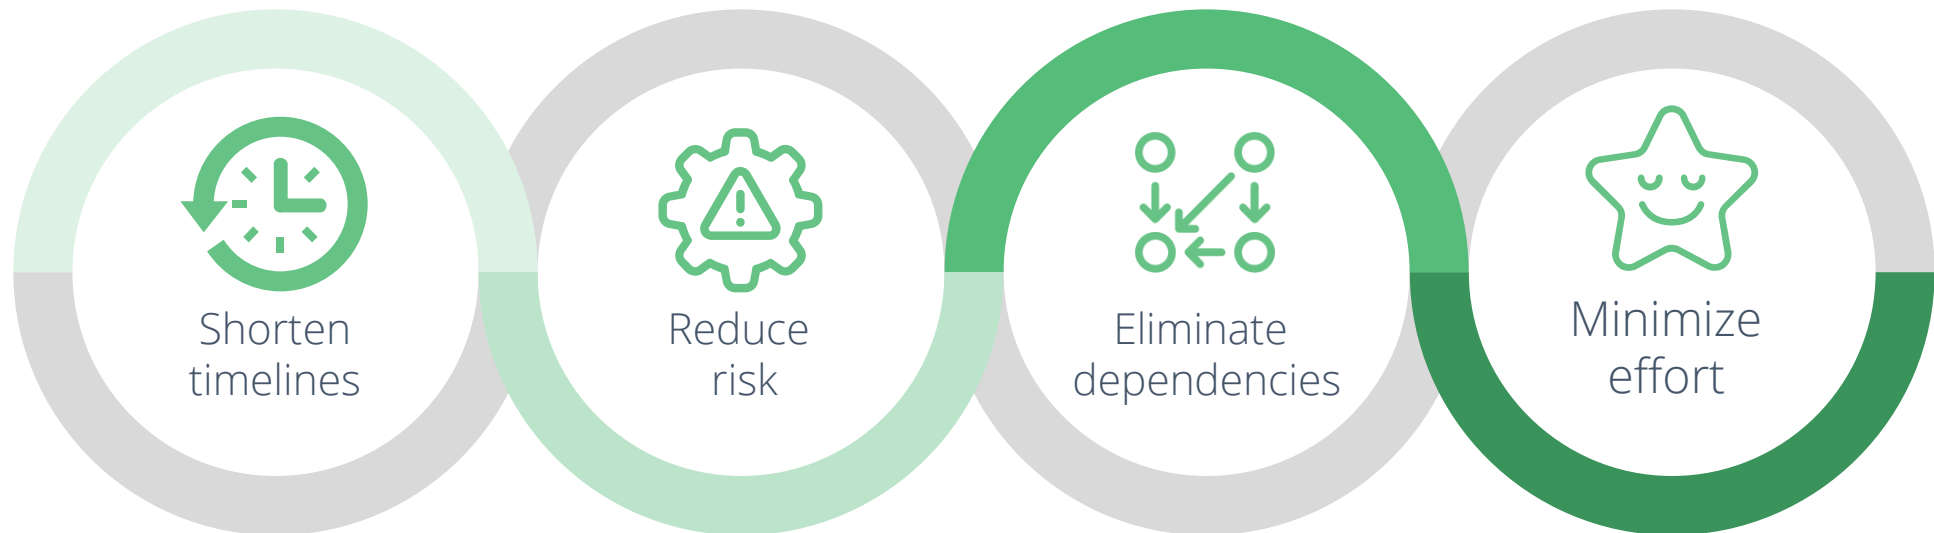 Shorten
timelines
Reduce
risk
Eliminate
dependencies
Minimize
effort